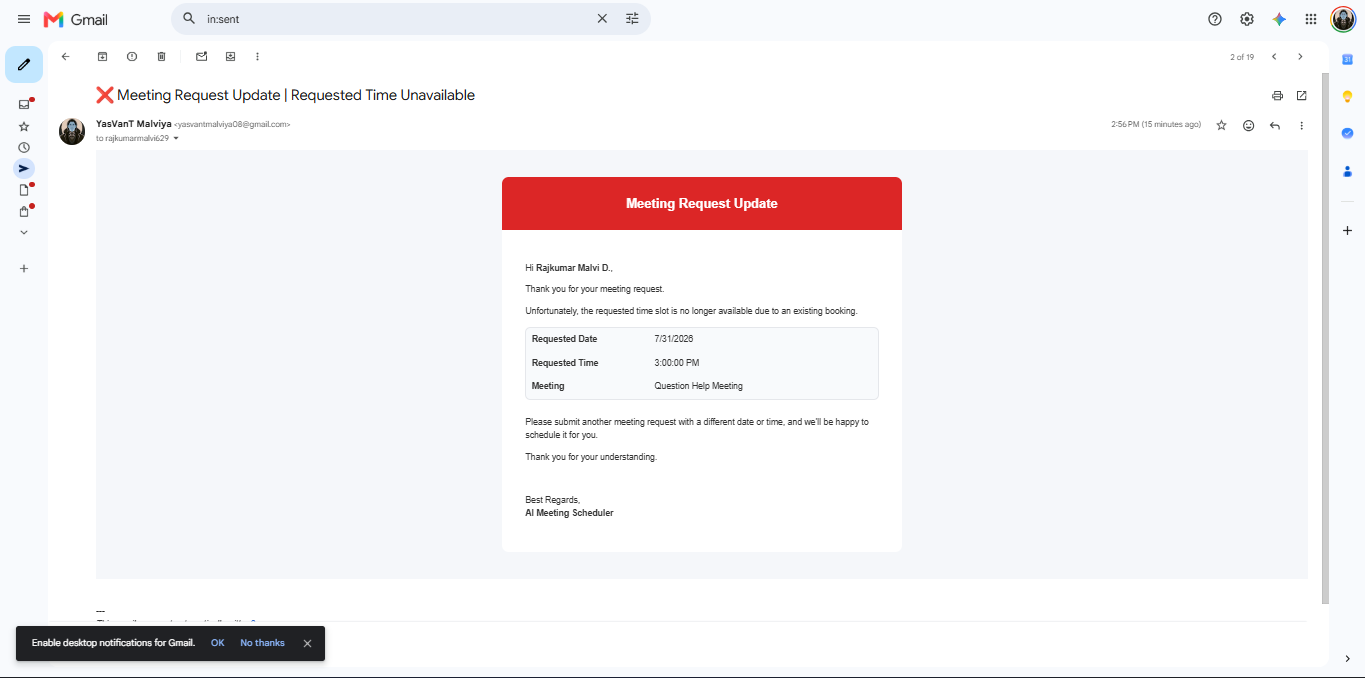 Gmail
in:sent
2 of 19
❌ Meeting Request Update | Requested Time Unavailable
YasVanT Malviya <yasvantmalviya08@gmail.com>
2:56 PM (15 minutes ago)
to rajkumarmalvi629
Meeting Request Update
Hi Rajkumar Malvi D.,
Thank you for your meeting request.
Unfortunately, the requested time slot is no longer available due to an existing booking.
Requested Date 7/31/2026
Requested Time 3:00:00 PM
Meeting Question Help Meeting
Please submit another meeting request with a different date or time, and we'll be happy to
schedule it for you.
Thank you for your understanding.
Best Regards,
AI Meeting Scheduler
---
Enable desktop notifications for Gmail. OK No thanks